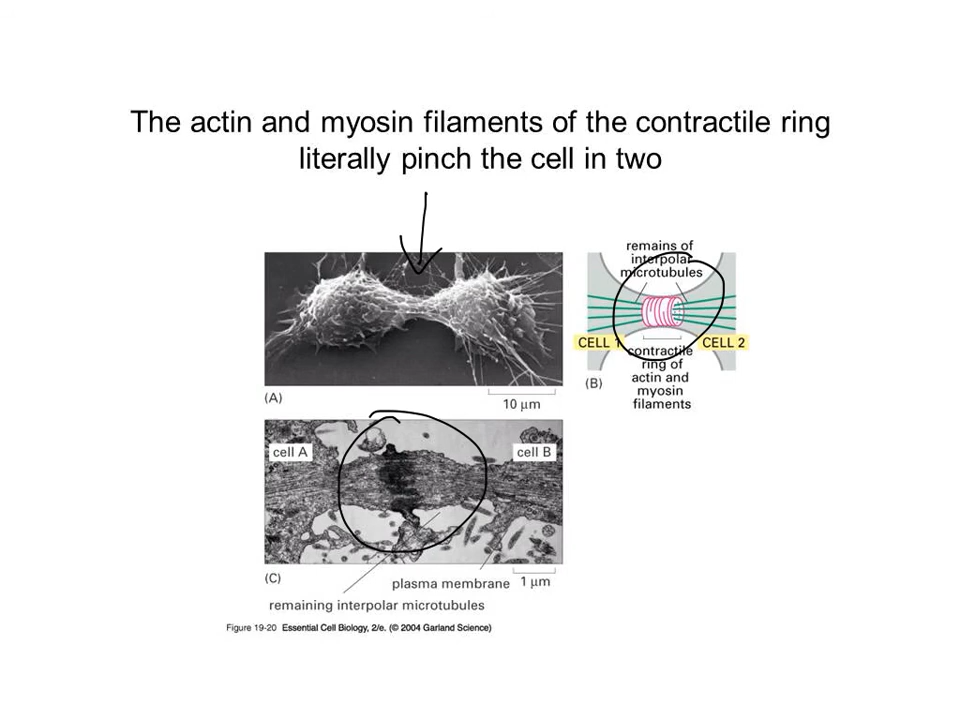 The actin and myosin filaments of the contractile ring
literally pinch the cell in two
(A)
10 μm
remains of
interpolar
microtubules
CELL 1
CELL 2
contractile
ring of
actin and
myosin
filaments
(B)
cell A
cell B
(C)
plasma membrane
1 μm
remaining interpolar microtubules
Figure 19-20 Essential Cell Biology, 2/e. (© 2004 Garland Science)